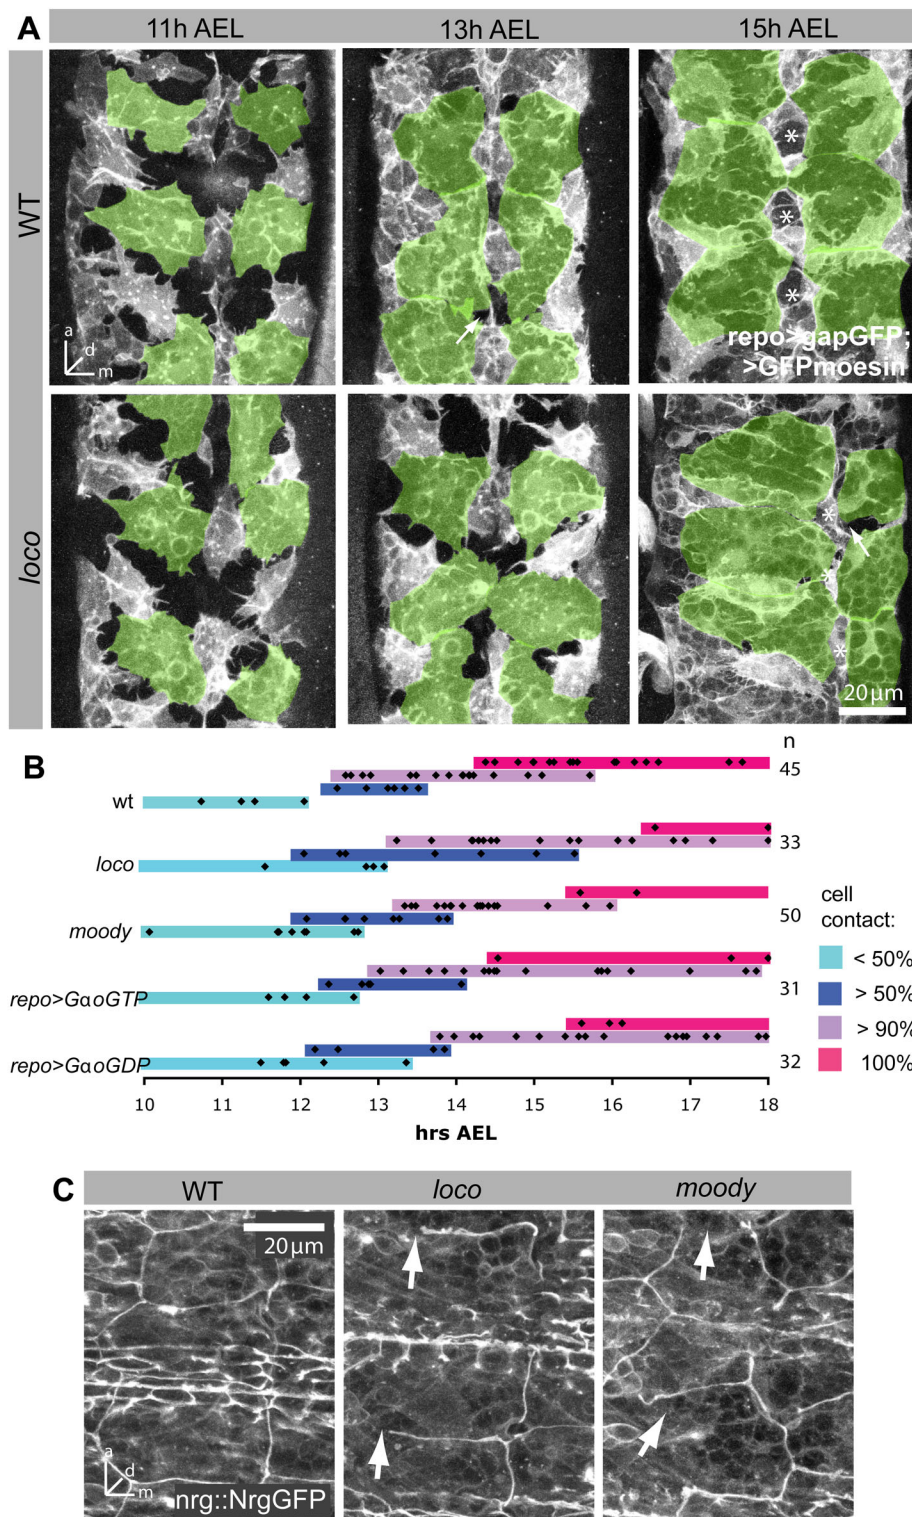 A
11h AEL
13h AEL
15h AEL
WT
*
*
*
a
d
m
repo>gapGFP;
>GFPmoesin
loco
*
*
*
20µm
B
n
wt
45
loco
33
moody
50
repo>GαoGTP
31
repo>GαoGDP
32
cell
contact:
< 50%
> 50%
> 90%
100%
10 11 12 13 14 15 16 17 18
hrs AEL
C
WT
loco
moody
20µm
a
d
m
nrg::NrgGFP